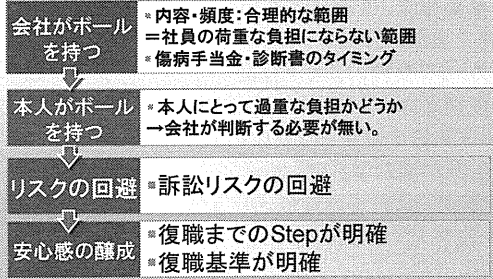 会社がボール
を持つ
*内容・頻度：合理的な範囲
＝社員の荷重な負担にならない範囲
*傷病手当金・診断書のタイミング
本人がボール
を持つ
*本人にとって過重な負担かどうか
→会社が判断する必要が無い。
リスクの回避
*訴訟リスクの回避
安心感の醸成
*復職までのStepが明確
*復職基準が明確